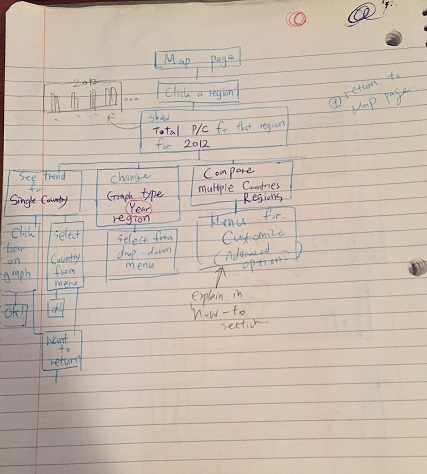 Map page
2012
Click a region
...
① return to
Map page
Show
Total P/C for that region
for 2012
See trend
for
Single Country
Change
Graph type
Year
region
Compare
multiple Countries
Regions
Click
bar
on
graph
Select
Country
from
menu
Select from
drop-down
menu
Menu for
Customize
(Advanced
option)
ok!
ok!
Explain in
how-to
section
Want
to
return